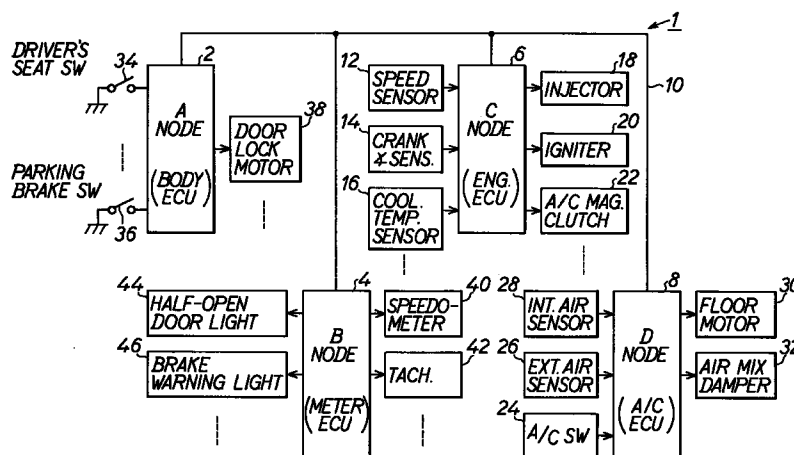 1
DRIVER'S
SEAT SW
34
2
A
NODE
(BODY
ECU)
38
DOOR
LOCK
MOTOR
PARKING
BRAKE SW
36
12
SPEED
SENSOR
14
CRANK
∡ SENS.
16
COOL.
TEMP.
SENSOR
6
C
NODE
(ENG.
ECU)
18
INJECTOR
10
20
IGNITER
22
A/C MAG.
CLUTCH
44
HALF-OPEN
DOOR LIGHT
46
BRAKE
WARNING LIGHT
4
B
NODE
(METER
ECU)
40
SPEEDO-
METER
42
TACH.
28
INT. AIR
SENSOR
26
EXT. AIR
SENSOR
24
A/C SW
8
D
NODE
(A/C
ECU)
30
FLOOR
MOTOR
32
AIR MIX
DAMPER